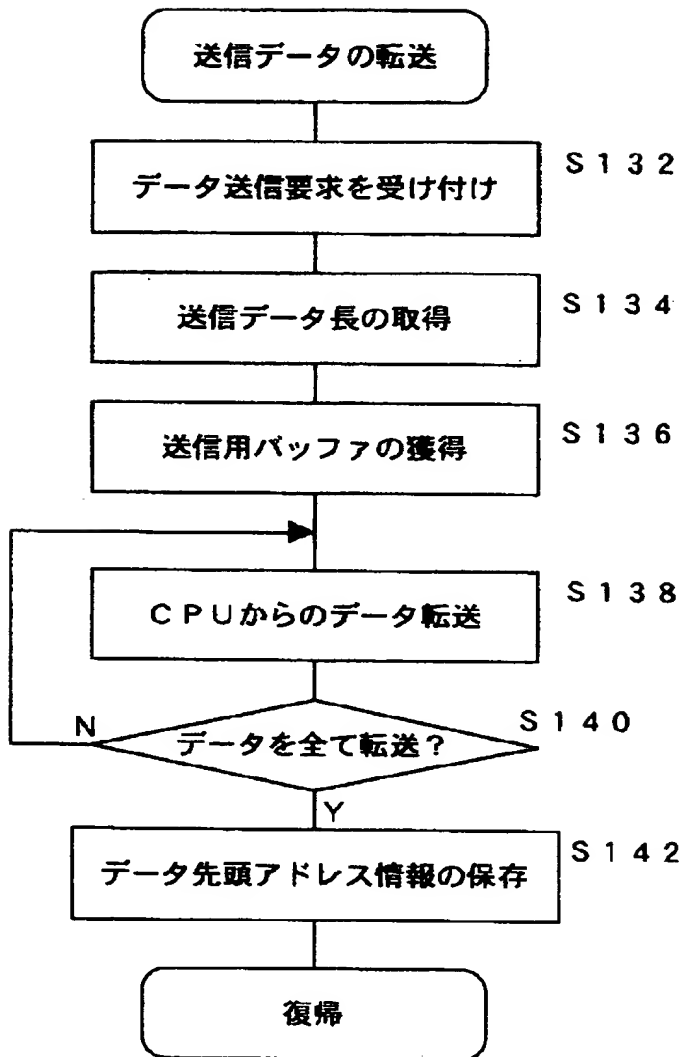 送信データの転送
データ送信要求を受け付け
S132
送信データ長の取得
S134
送信用バッファの獲得
S136
CPUからのデータ転送
S138
データを全て転送?
S140
N
Y
データ先頭アドレス情報の保存
S142
復帰